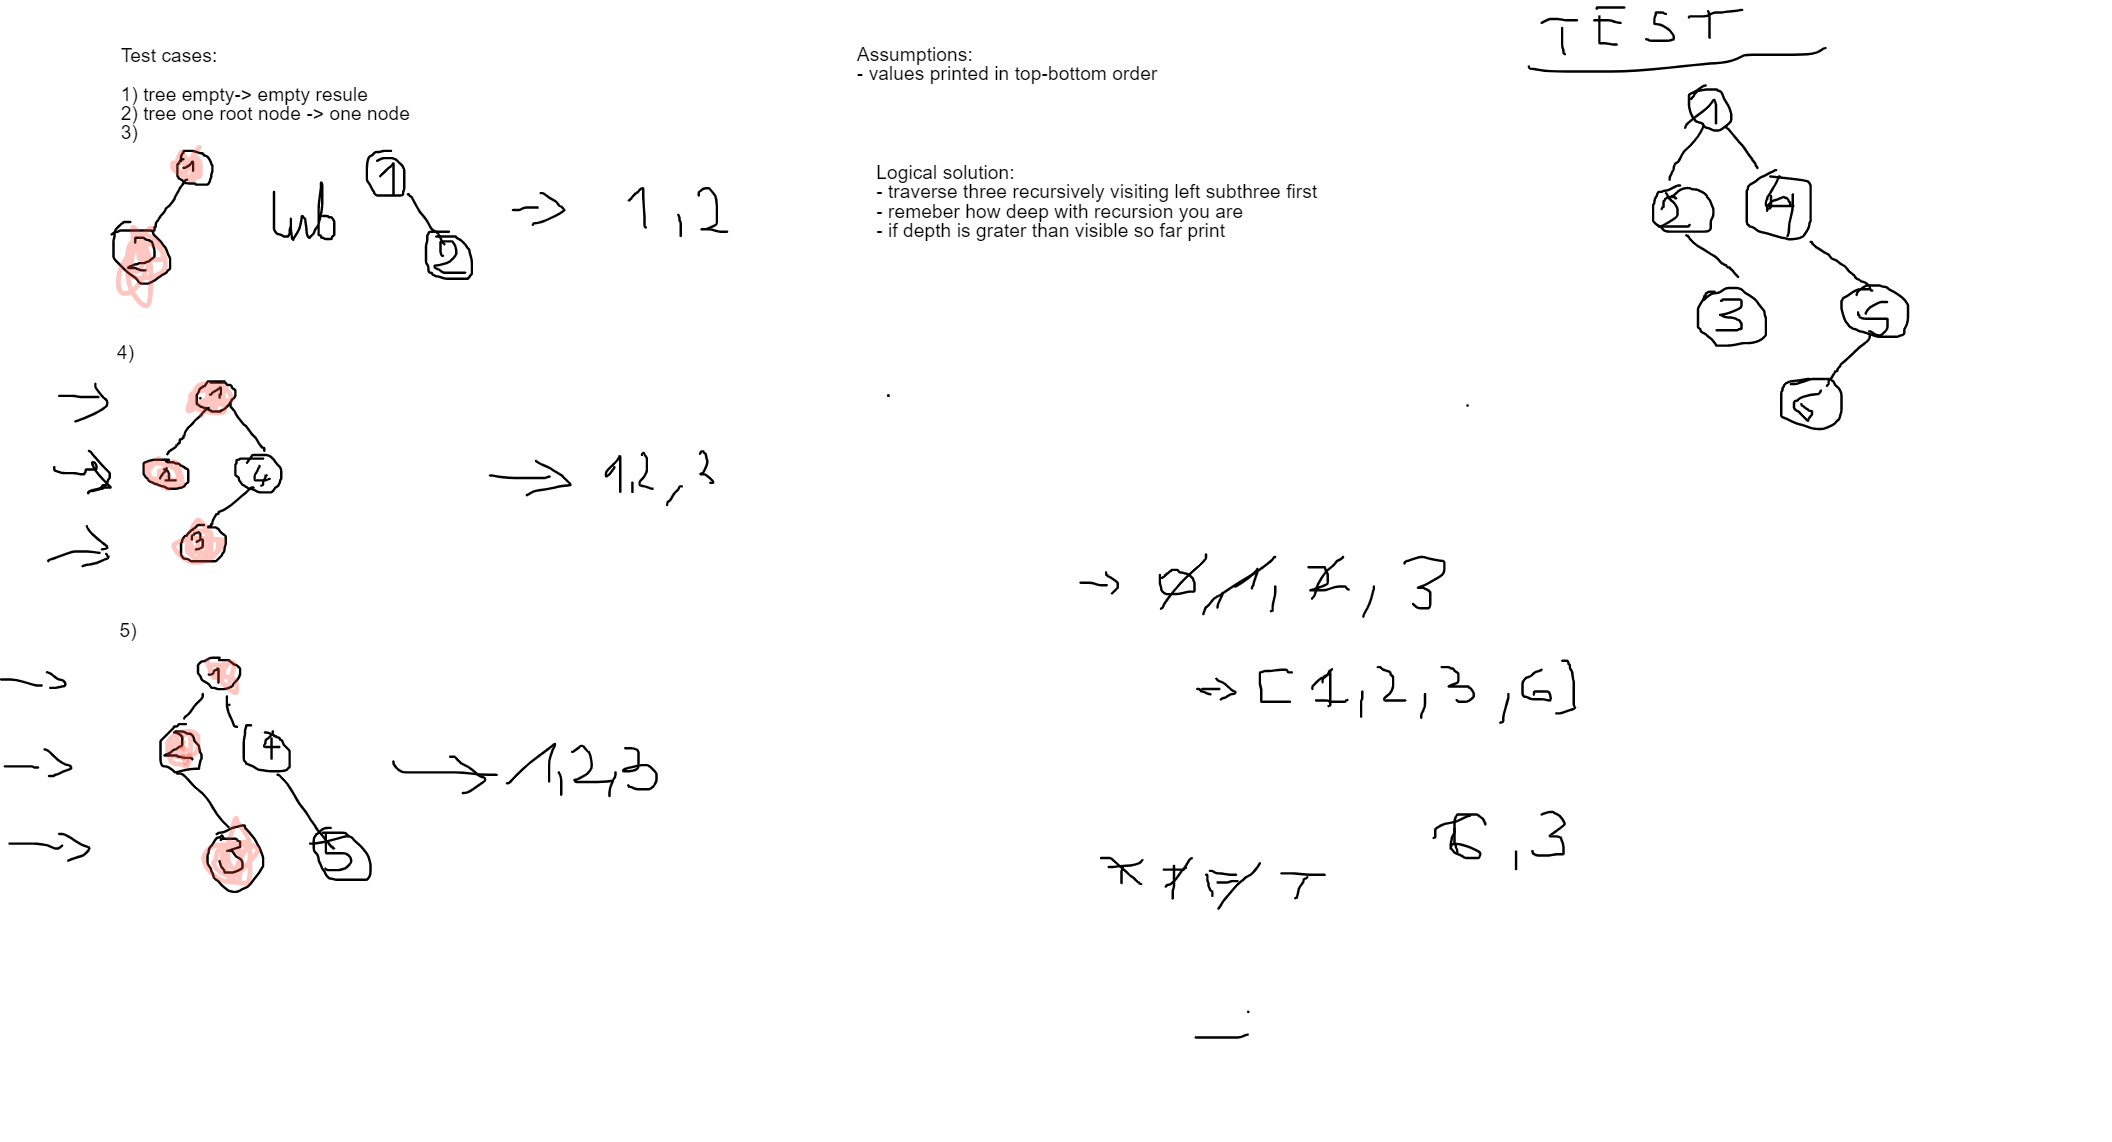 Test cases:
1) tree empty-> empty resule
2) tree one root node -> one node
3)
1
2
lub
1
2
-> 1,2
4)
1
2
4
3
-> 1,2,3
5)
1
2
4
3
5
-> 1,2,3
Assumptions:
- values printed in top-bottom order
Logical solution:
- traverse three recursively visiting left subthree first
- remeber how deep with recursion you are
- if depth is grater than visible so far print
TEST
1
2
4
3
5
-> 0, 1, 2, 3
-> [1,2,3,6]
6,3